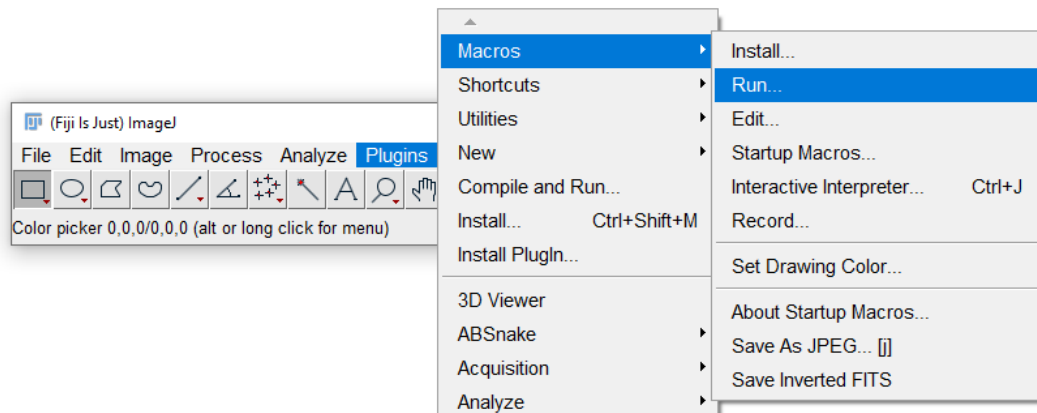 (Fiji Is Just) ImageJ
File Edit Image Process Analyze Plugins
A
Color picker 0,0,0/0,0,0 (alt or long click for menu)
Macros
Shortcuts
Utilities
New
Compile and Run...
Install... Ctrl+Shift+M
Install PlugIn...
3D Viewer
ABSnake
Acquisition
Analyze
Install...
Run...
Edit...
Startup Macros...
Interactive Interpreter... Ctrl+J
Record...
Set Drawing Color...
About Startup Macros...
Save As JPEG... [j]
Save Inverted FITS